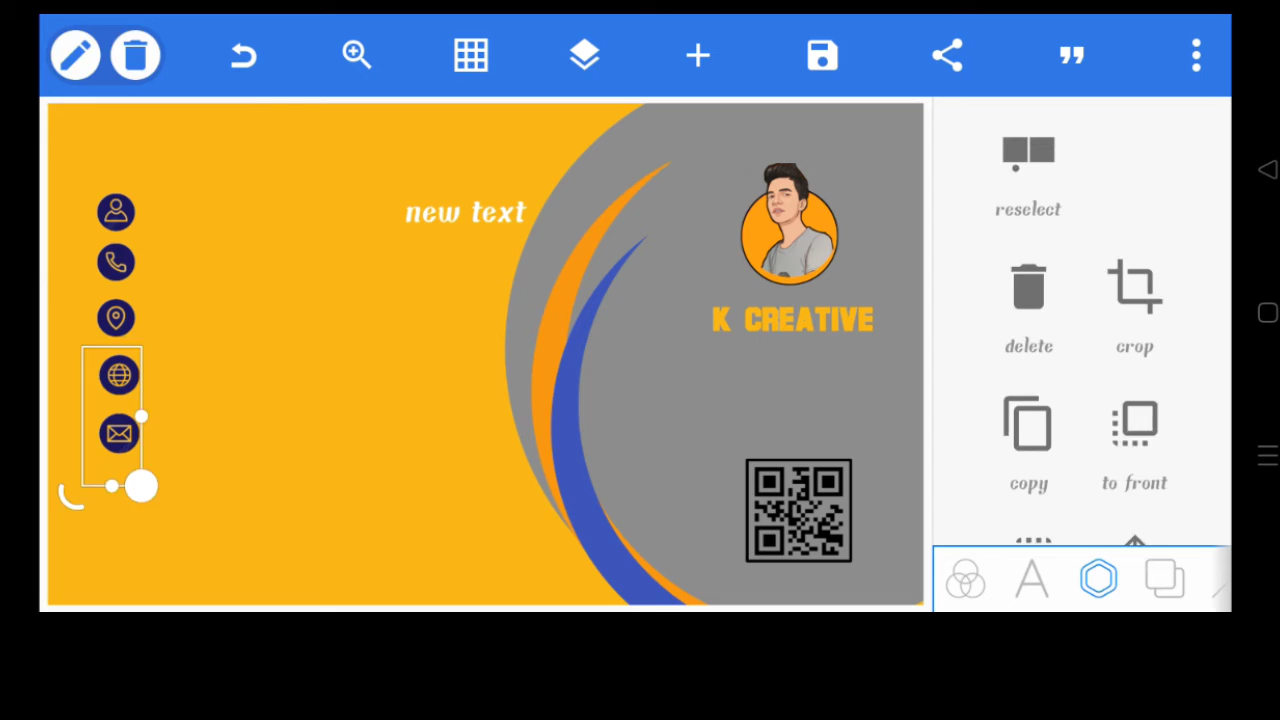 new text
K CREATIVE
reselect
delete
crop
copy
to front